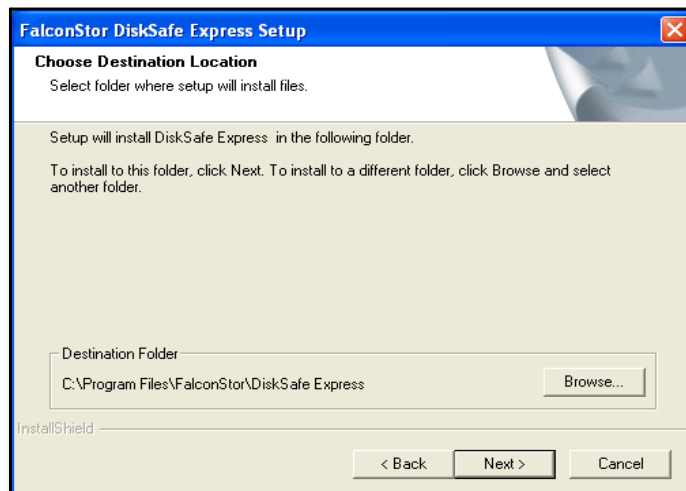 FalconStor DiskSafe Express Setup
Choose Destination Location
Select folder where setup will install files.
Setup will install DiskSafe Express in the following folder.
To install to this folder, click Next. To install to a different folder, click Browse and select
another folder.
Destination Folder
C:\Program Files\FalconStor\DiskSafe Express
Browse...
InstallShield
< Back
Next >
Cancel